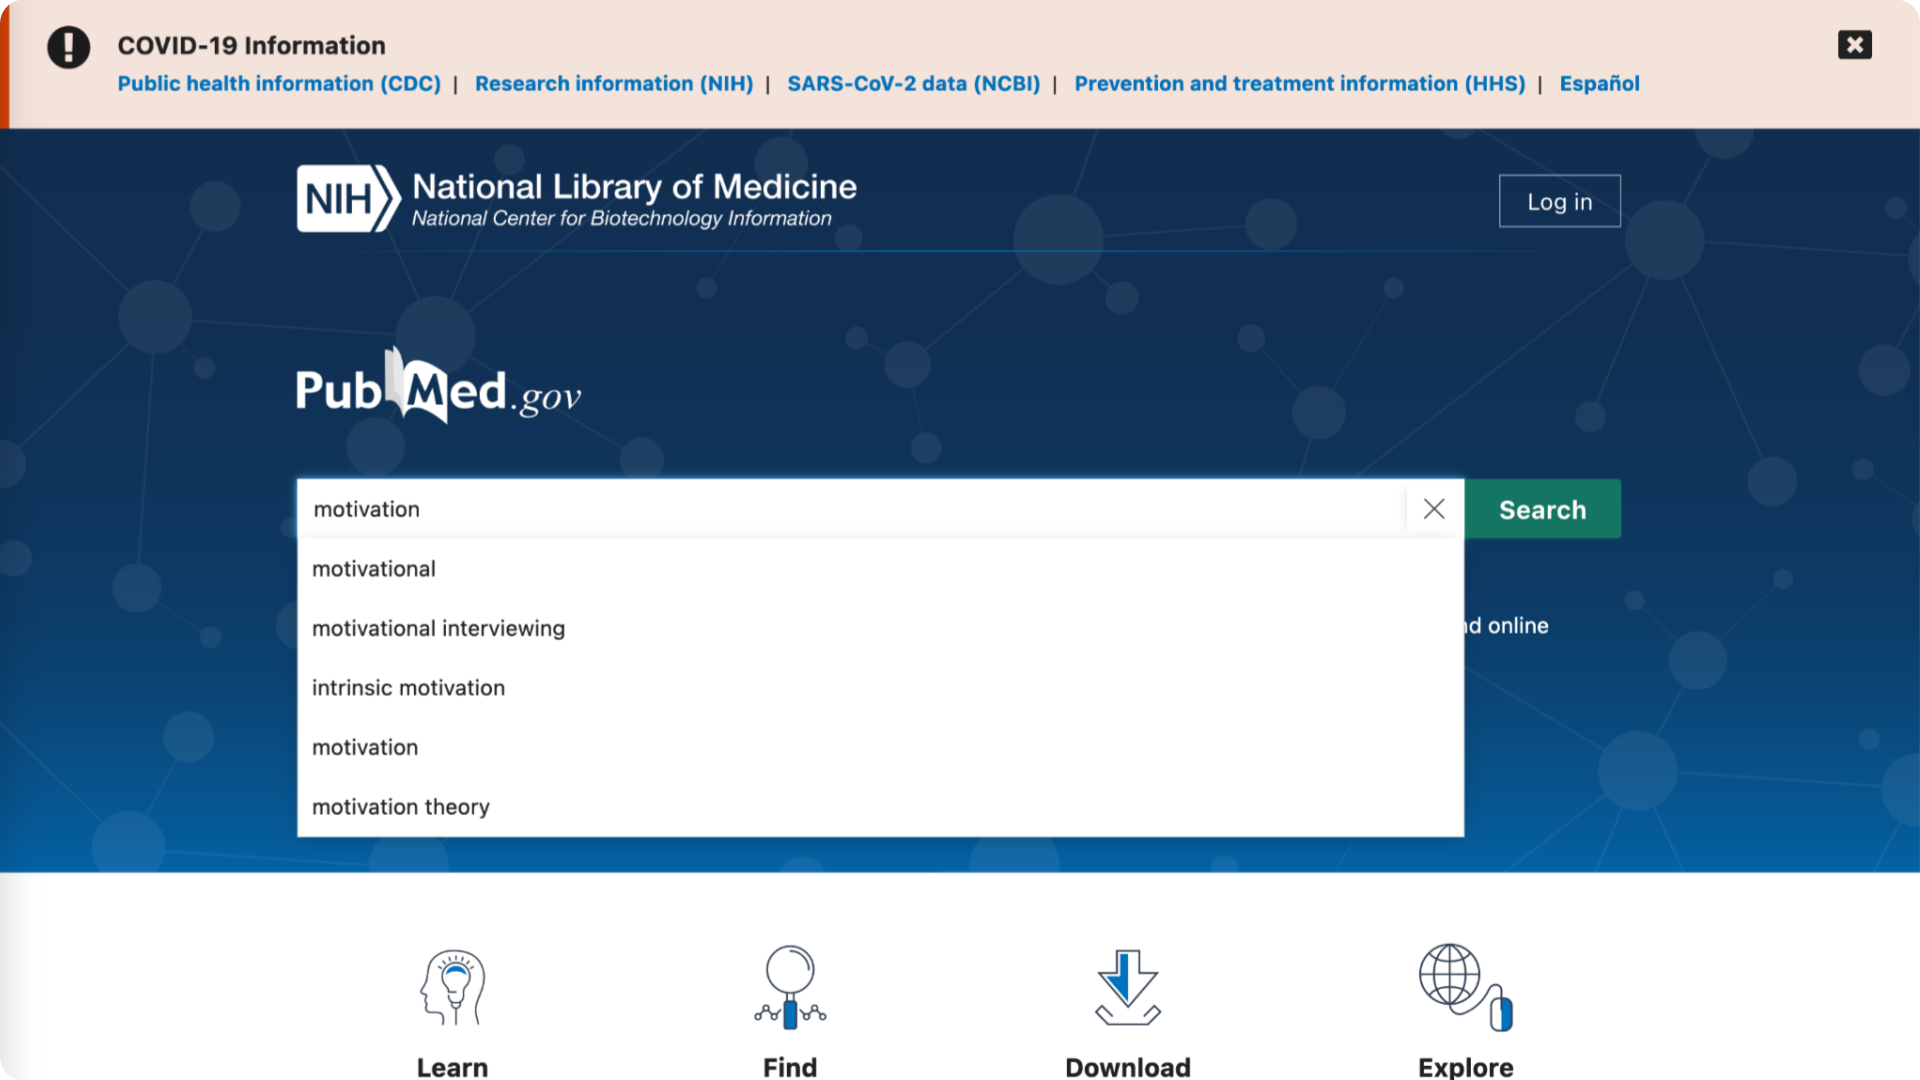 COVID-19 Information
Public health information (CDC) | Research information (NIH) | SARS-CoV-2 data (NCBI) | Prevention and treatment information (HHS) | Español
NIH National Library of Medicine
National Center for Biotechnology Information
Log in
PubMed.gov
motivation
Search
motivational
motivational interviewing
online
intrinsic motivation
motivation
motivation theory
Learn Find Download Explore